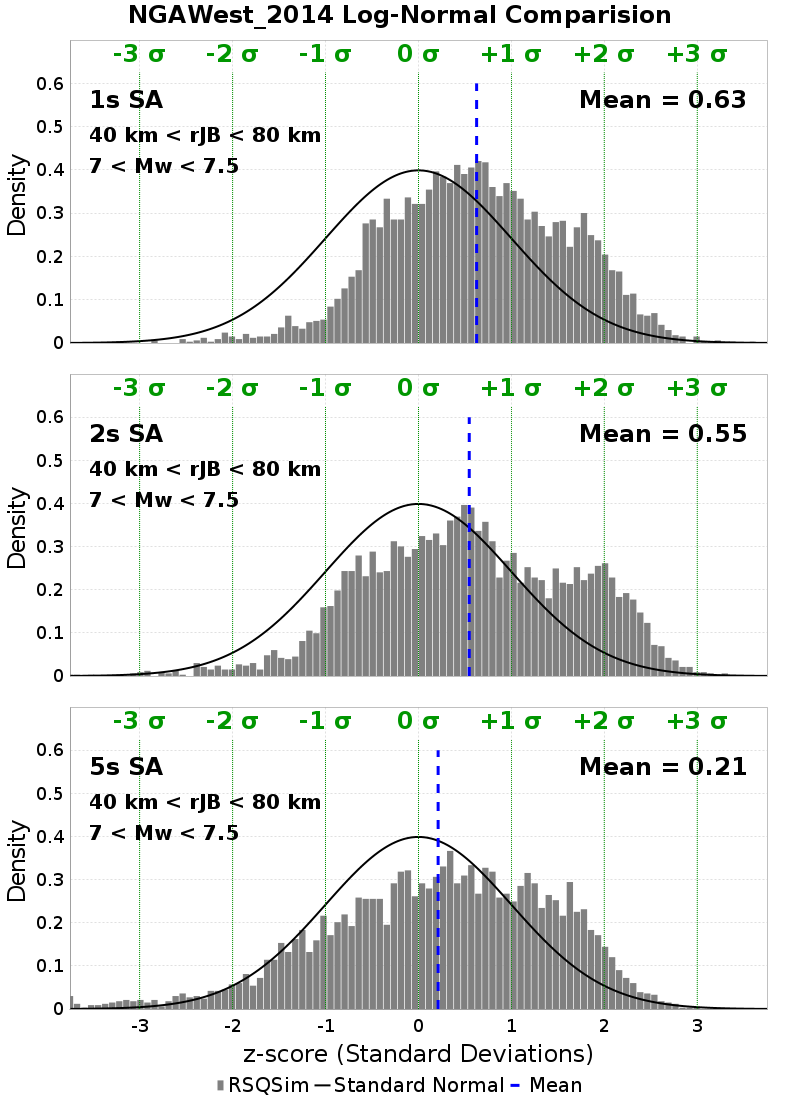 NGAWest_2014 Log-Normal Comparision
-3 σ -2 σ -1 σ 0 σ +1 σ +2 σ +3 σ
1s SA
Mean = 0.63
40 km < rJB < 80 km
7 < Mw < 7.5
Density
0.6
0.5
0.4
0.3
0.2
0.1
0
-3 σ -2 σ -1 σ 0 σ +1 σ +2 σ +3 σ
2s SA
Mean = 0.55
40 km < rJB < 80 km
7 < Mw < 7.5
Density
0.6
0.5
0.4
0.3
0.2
0.1
0
-3 σ -2 σ -1 σ 0 σ +1 σ +2 σ +3 σ
5s SA
Mean = 0.21
40 km < rJB < 80 km
7 < Mw < 7.5
Density
0.6
0.5
0.4
0.3
0.2
0.1
0
-3 -2 -1 0 1 2 3
z-score (Standard Deviations)
RSQSim Standard Normal Mean